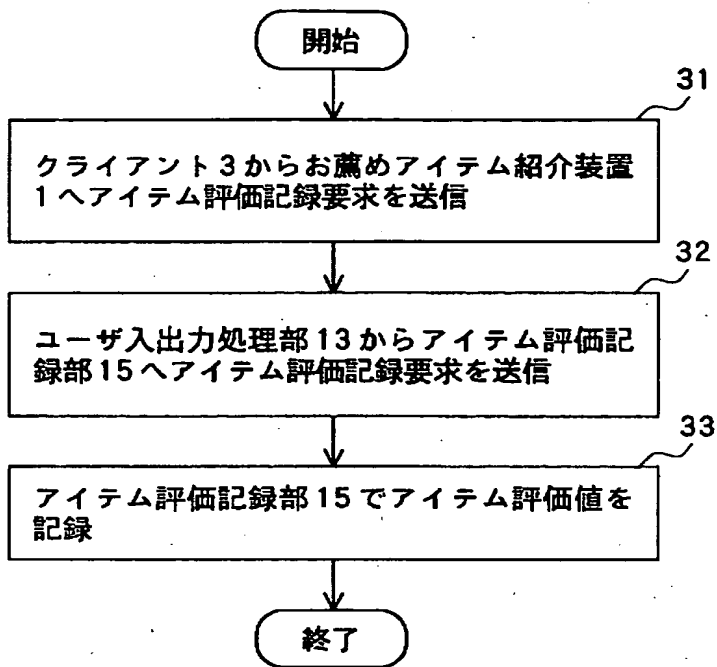 開始
31
クライアント3からお薦めアイテム紹介装置
1へアイテム評価記録要求を送信
32
ユーザ入出力処理部13からアイテム評価記
録部15へアイテム評価記録要求を送信
33
アイテム評価記録部15でアイテム評価値を
記録
終了